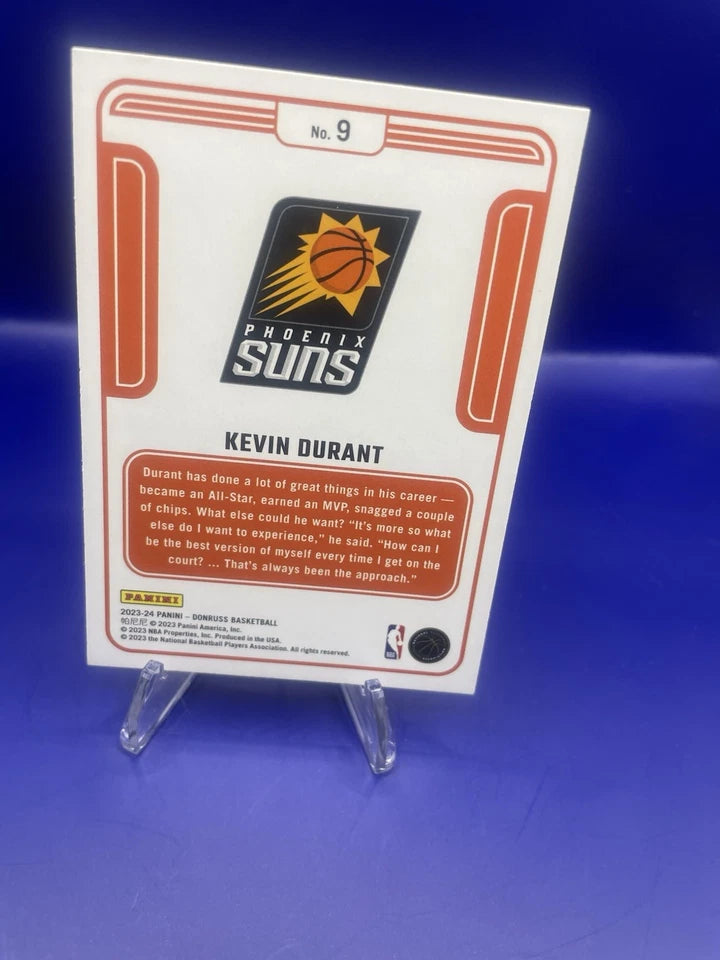 No. 9
PHOENIX
SUNS
KEVIN DURANT
Durant has done a lot of great things in his career —
became an All-Star, earned an MVP, snagged a couple
of chips. What else could he want? “It's more so what
else do I want to experience,” he said. “How can I
be the best version of myself every time I get on the
court? ... That's always been the approach.”
PANINI
2023-24 PANINI – DONRUSS BASKETBALL
帕尼尼 © 2023 Panini America, Inc.
© 2023 NBA Properties, Inc. Produced in the USA.
© 2023 the National Basketball Players Association. All rights reserved.